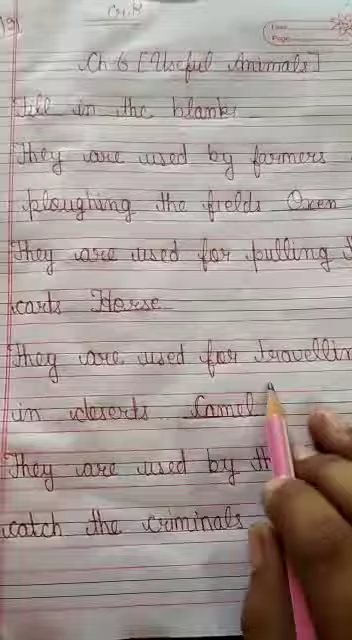 Ch.6 [Useful Animals]
Fill in the blanks
They are used by farmers
ploughing the fields Oxen
They are used for pulling
carts Horse
They are used for travellin
in deserts Camel
They are used by th
catch the criminals